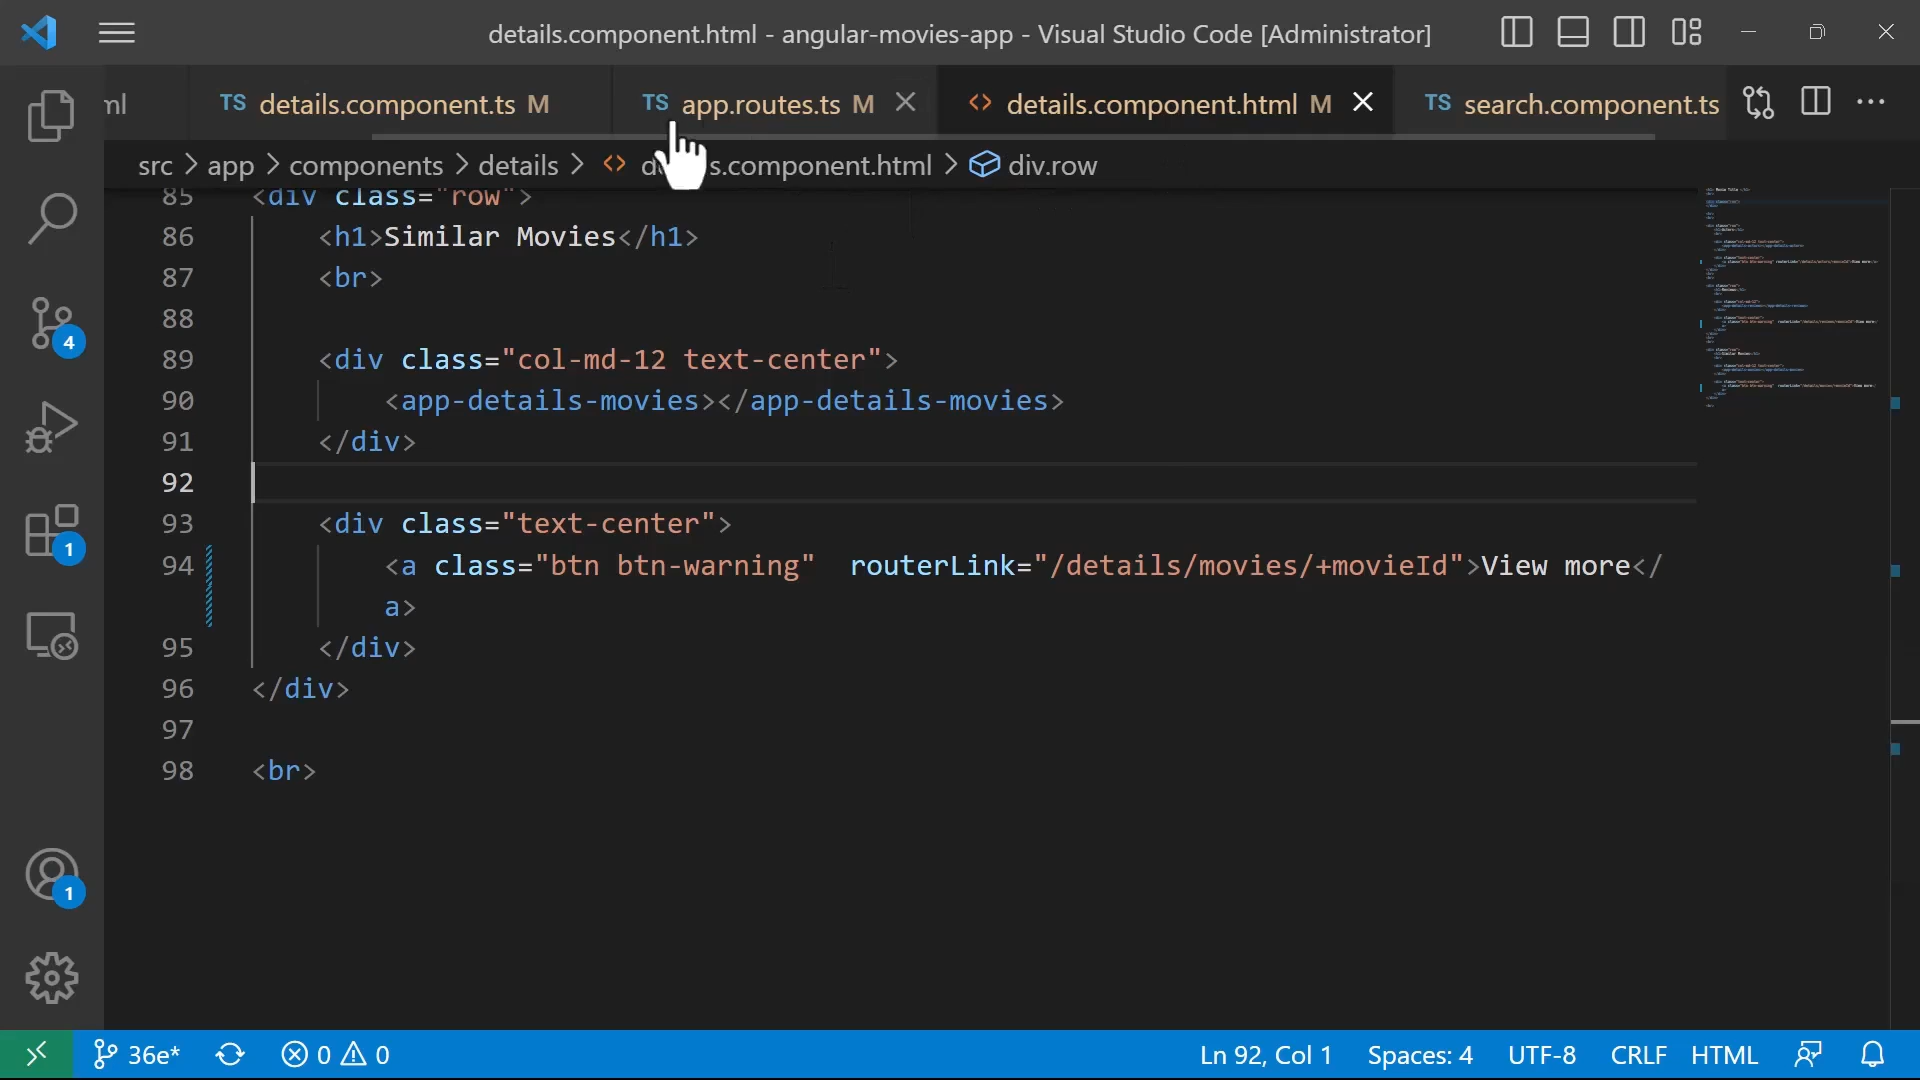 details.component.html - angular-movies-app - Visual Studio Code [Administrator]
ml
TS details.component.ts M
TS app.routes.ts M
<> details.component.html M
TS search.component.ts
src > app > components > details > <> s.component.html > div.row
85 <div class="row">
86 <h1>Similar Movies</h1>
87 <br>
88
89 <div class="col-md-12 text-center">
90 <app-details-movies></app-details-movies>
91 </div>
92
93 <div class="text-center">
94 <a class="btn btn-warning"  routerLink="/details/movies/+movieId">View more</
a>
95 </div>
96 </div>
97
98 <br>
4
1
1
36e* 0 0 Ln 92, Col 1 Spaces: 4 UTF-8 CRLF HTML